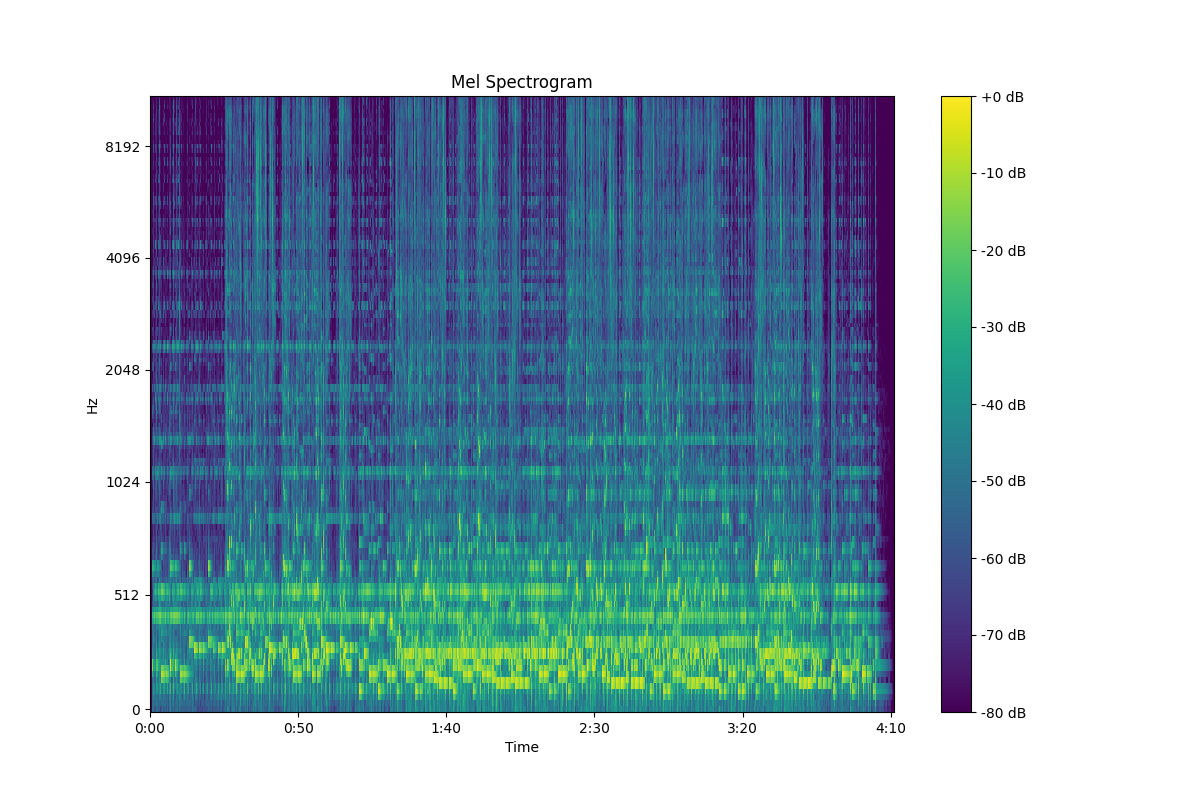 Mel Spectrogram
8192
4096
2048
1024
512
0
Hz
0:00
0:50
1:40
2:30
3:20
4:10
Time
+0 dB
-10 dB
-20 dB
-30 dB
-40 dB
-50 dB
-60 dB
-70 dB
-80 dB